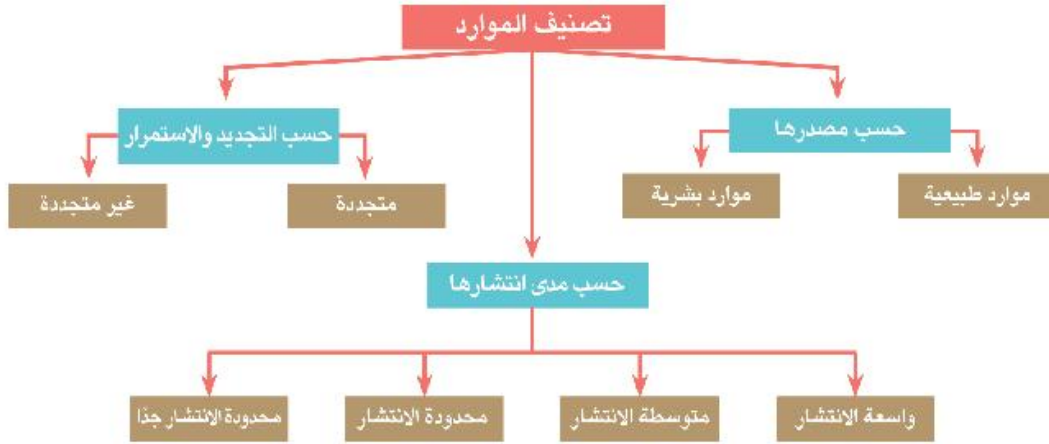 تصنيف الموارد
حسب مصدرها
حسب التجديد والاستمرار
موارد طبيعية
موارد بشرية
متجددة
غير متجددة
حسب مدى انتشارها
واسعة الانتشار
متوسطة الانتشار
محدودة الانتشار
محدودة الانتشار جدًا